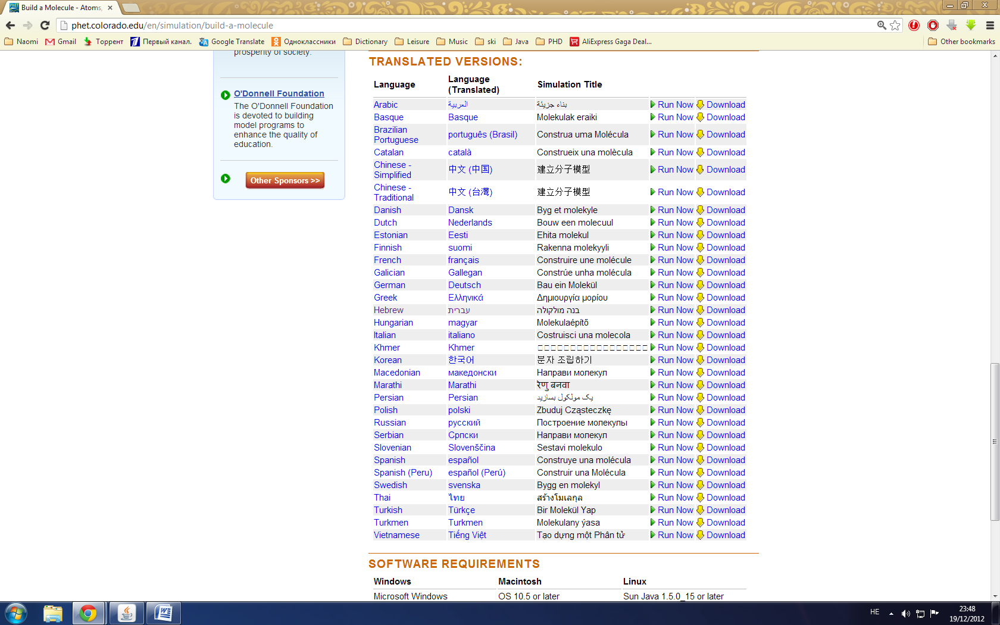 Build a Molecule - Atoms,
phet.colorado.edu/en/simulation/build-a-molecule
Naomi Gmail Торрент Первый канал. Google Translate Одноклассники Dictionary Leisure Music ski Java PHD AliExpress Gaga Deal... Other bookmarks
prosperity of society.
O'Donnell Foundation
The O'Donnell Foundation
is devoted to building
model programs to
enhance the quality of
education.
Other Sponsors >>
TRANSLATED VERSIONS:
Language Language (Translated) Simulation Title
Arabic العربية بناء جزيئة Run Now Download
Basque Basque Molekulak eraiki Run Now Download
Brazilian Portuguese português (Brasil) Construa uma Molécula Run Now Download
Catalan català Construeix una molècula Run Now Download
Chinese - Simplified 中文 (中国) 建立分子模型 Run Now Download
Chinese - Traditional 中文 (台灣) 建立分子模型 Run Now Download
Danish Dansk Byg et molekyle Run Now Download
Dutch Nederlands Bouw een molecuul Run Now Download
Estonian Eesti Ehita molekul Run Now Download
Finnish suomi Rakenna molekyyli Run Now Download
French français Construire une molécule Run Now Download
Galician Gallegan Constrúe unha molécula Run Now Download
German Deutsch Bau ein Molekül Run Now Download
Greek Ελληνικά Δημιουργία μορίου Run Now Download
Hebrew עברית בנה מולקולה Run Now Download
Hungarian magyar Molekulaépítő Run Now Download
Italian italiano Costruisci una molecola Run Now Download
Khmer Khmer Run Now Download
Korean 한국어 분자 조립하기 Run Now Download
Macedonian македонски Направи молекул Run Now Download
Marathi Marathi रेणु बनवा Run Now Download
Persian Persian یک مولکول بسازید Run Now Download
Polish polski Zbuduj Cząsteczkę Run Now Download
Russian русский Построение молекулы Run Now Download
Serbian Српски Направи молекул Run Now Download
Slovenian Slovenščina Sestavi molekulo Run Now Download
Spanish español Construye una molécula Run Now Download
Spanish (Peru) español (Perú) Construir una Molécula Run Now Download
Swedish svenska Bygg en molekyl Run Now Download
Thai ไทย สร้างโมเลกุล Run Now Download
Turkish Türkçe Bir Molekül Yap Run Now Download
Turkmen Turkmen Molekulany ýasa Run Now Download
Vietnamese Tiếng Việt Tạo dựng một Phân tử Run Now Download
SOFTWARE REQUIREMENTS
Windows Macintosh Linux
Microsoft Windows OS 10.5 or later Sun Java 1.5.0_15 or later
HE 23:48
19/12/2012